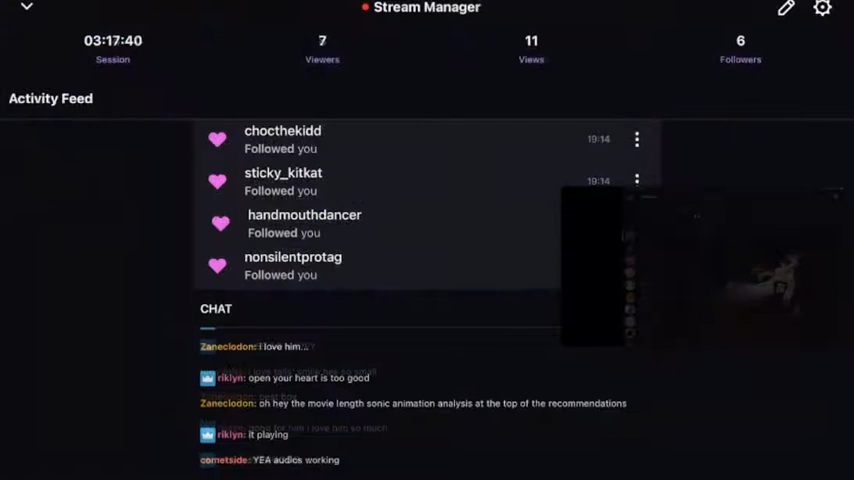 Stream Manager
03:17:40
7
11
6
Session
Viewers
Views
Followers
Activity Feed
chocthekidd
Followed you
19:14
sticky_kitkat
Followed you
19:14
handmouthdancer
Followed you
nonsilentprotag
Followed you
CHAT
Zaneclodon: i love him...
riklyn: open your heart is too good
Zaneclodon: oh hey the movie length sonic animation analysis at the top of the recommendations
riklyn: it playing
cometside: YEA audios working